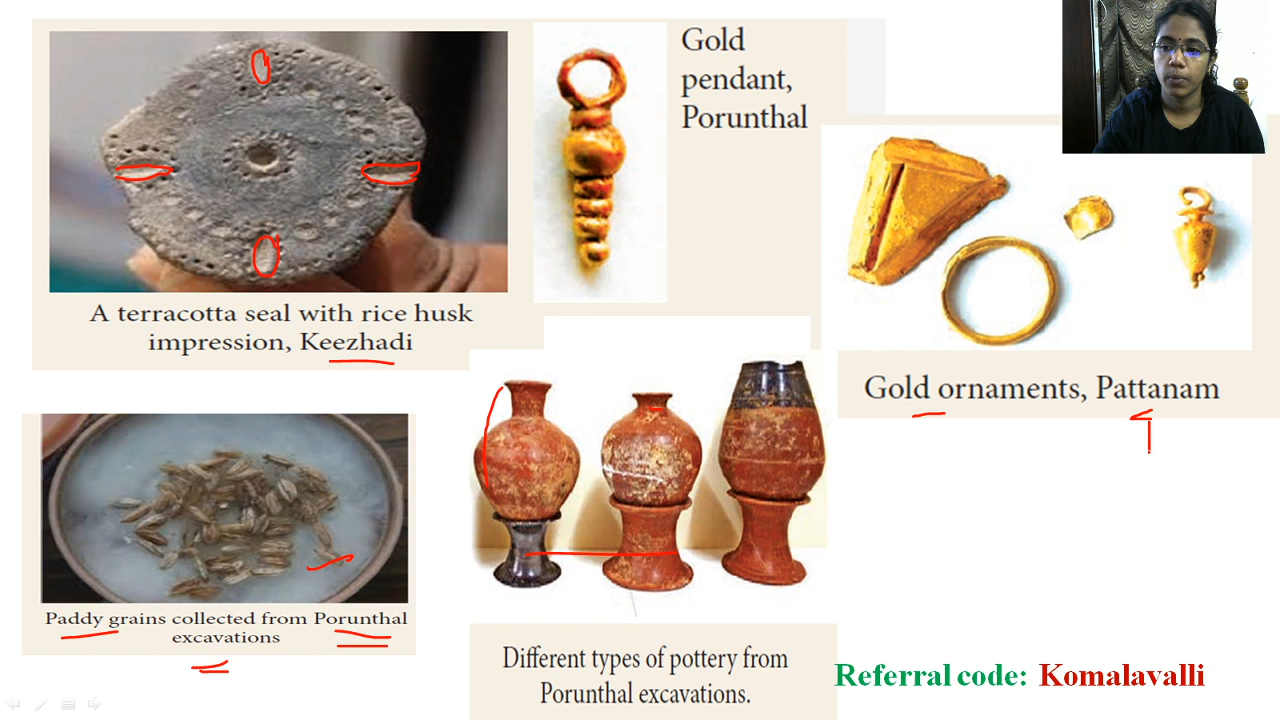 Gold
pendant,
Porunthal
A terracotta seal with rice husk
impression, Keezhadi
Gold ornaments, Pattanam
Paddy grains collected from Porunthal
excavations
Different types of pottery from
Porunthal excavations.
Referral code: Komalavalli